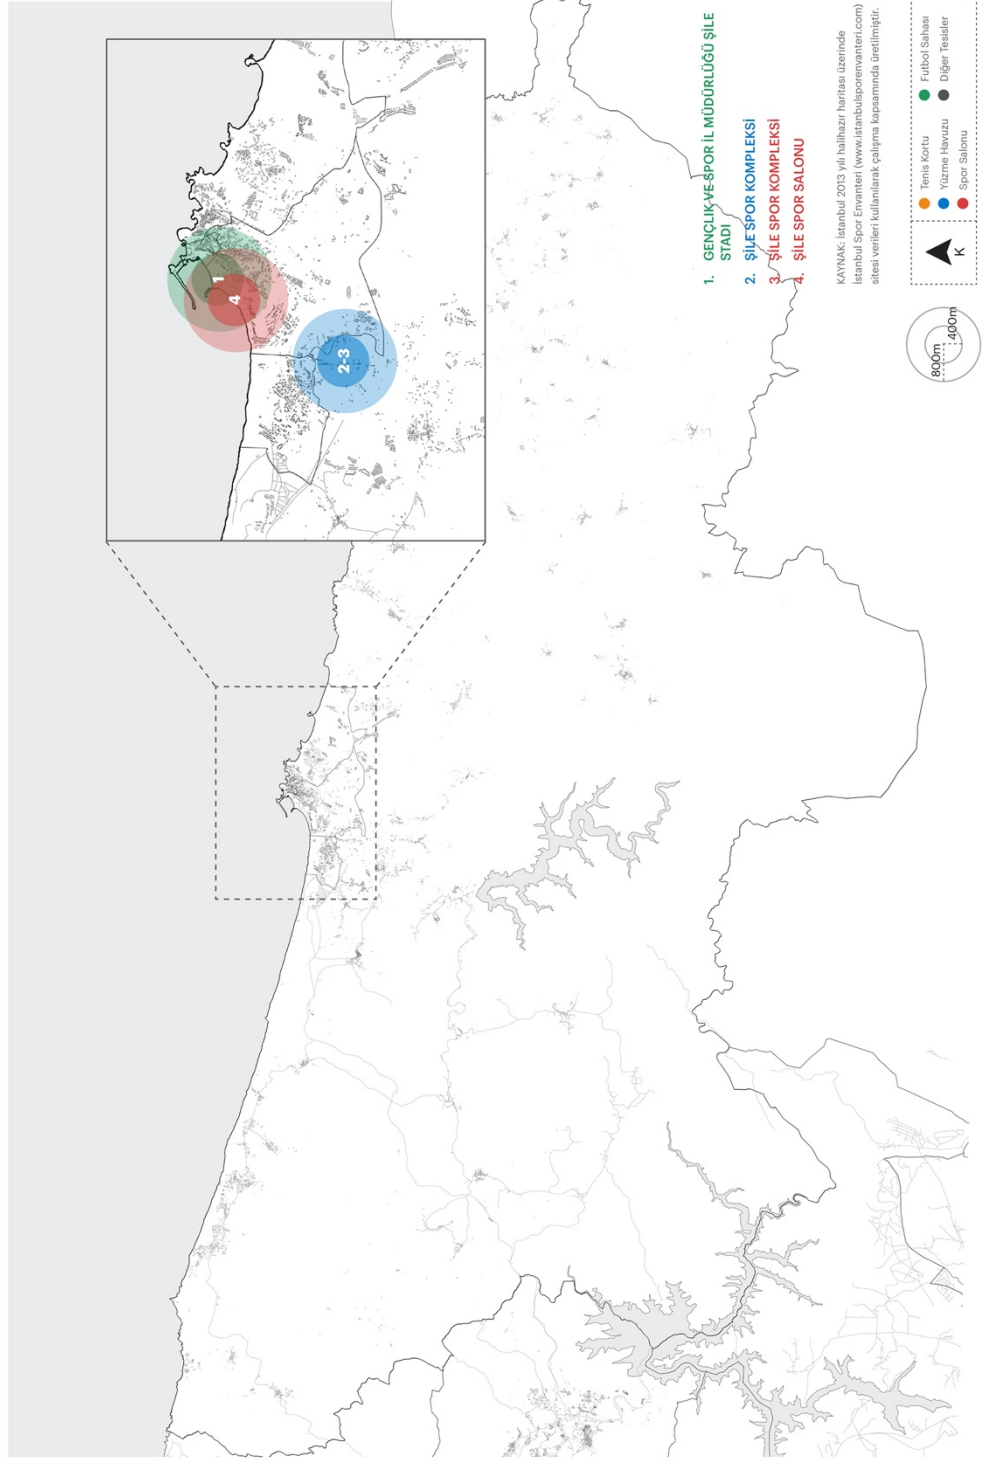 1
4
2-3
1. GENÇLIK VE SPOR İL MÜDÜRLÜĞÜ ŞİLE
STADI
2. ŞİLE SPOR KOMPLEKSİ
3. ŞİLE SPOR KOMPLEKSİ
4. ŞİLE SPOR SALONU
KAYNAK: İstanbul 2013 yılı halihazır haritası üzerinde
İstanbul Spor Envanteri (www.istanbulsporenvanteri.com)
sitesi verileri kullanılarak çalışma kapsamında üretilmiştir.
800m
400m
K
Tenis Kortu
Yüzme Havuzu
Spor Salonu
Futbol Sahası
Diğer Tesisler